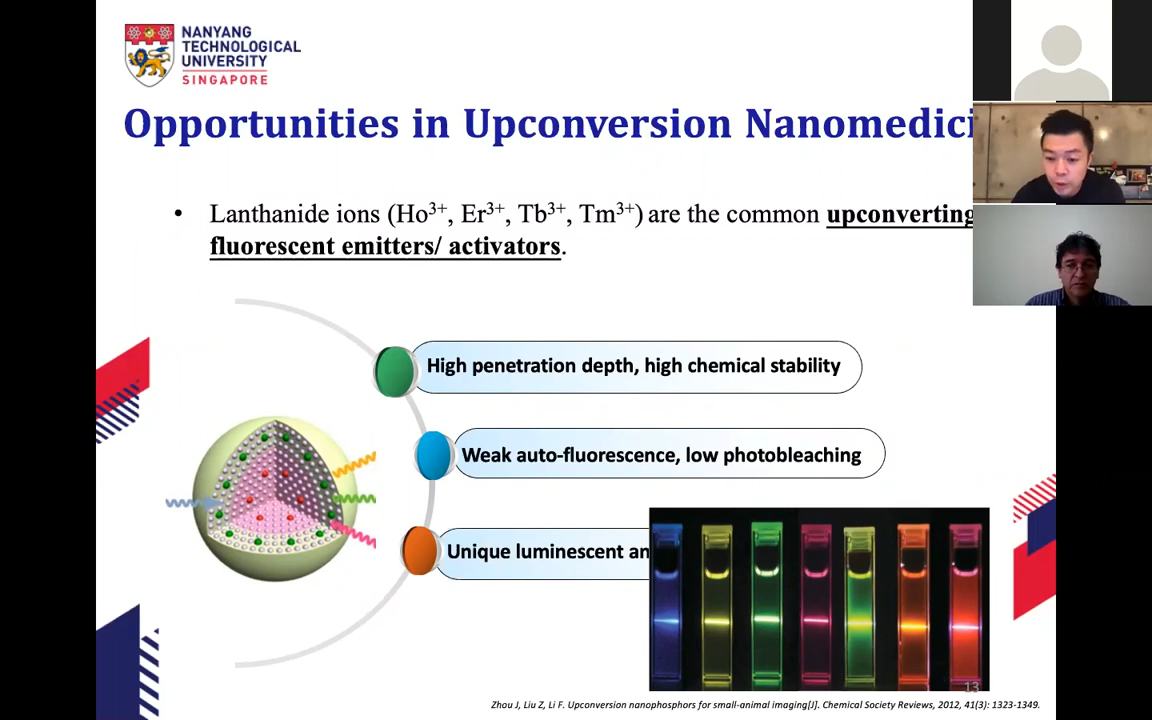 NANYANG
TECHNOLOGICAL
UNIVERSITY
SINGAPORE
Opportunities in Upconversion Nanomedici
• Lanthanide ions (Ho³⁺, Er³⁺, Tb³⁺, Tm³⁺) are the common upconverting
fluorescent emitters/ activators.
High penetration depth, high chemical stability
Weak auto-fluorescence, low photobleaching
Unique luminescent an
13
Zhou J, Liu Z, Li F. Upconversion nanophosphors for small-animal imaging[J]. Chemical Society Reviews, 2012, 41(3): 1323-1349.